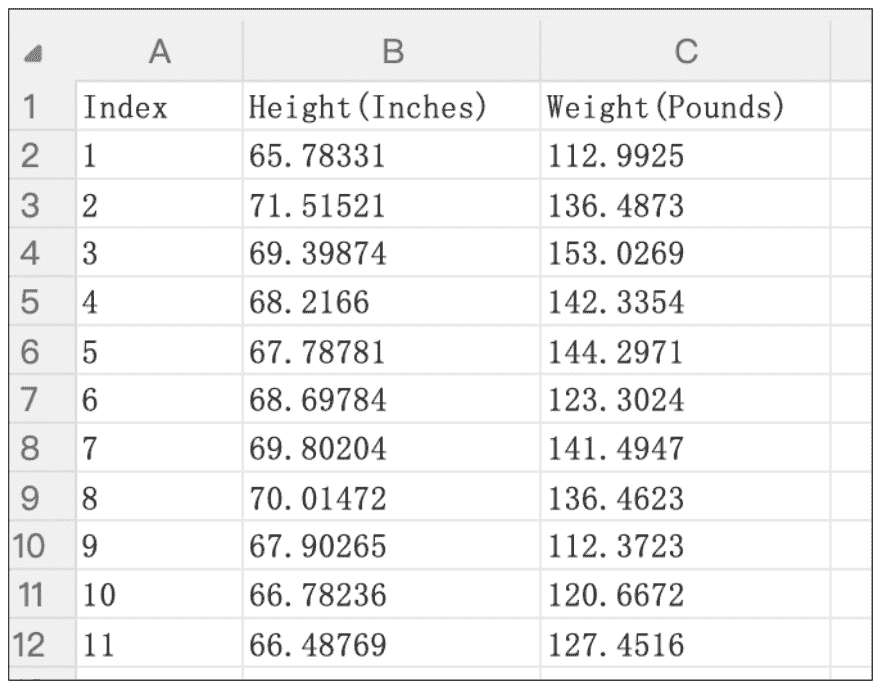 A B C
1 Index Height(Inches) Weight(Pounds)
2 1 65.78331 112.9925
3 2 71.51521 136.4873
4 3 69.39874 153.0269
5 4 68.2166 142.3354
6 5 67.78781 144.2971
7 6 68.69784 123.3024
8 7 69.80204 141.4947
9 8 70.01472 136.4623
10 9 67.90265 112.3723
11 10 66.78236 120.6672
12 11 66.48769 127.4516